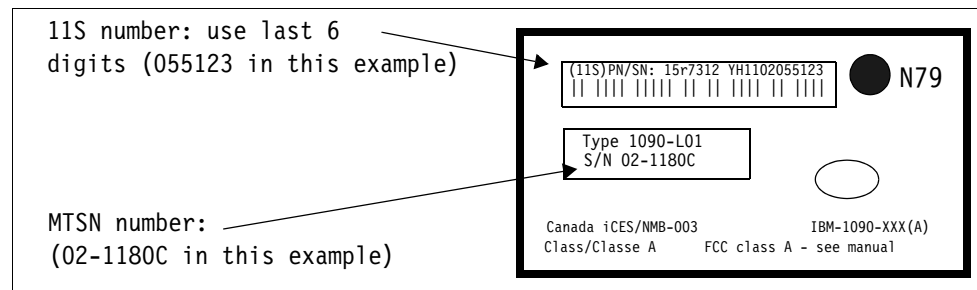 11S number: use last 6
digits (055123 in this example)
(11S)PN/SN: 15r7312 YH1102055123
N79
Type 1090-L01
S/N 02-1180C
MTSN number:
(02-1180C in this example)
Canada iCES/NMB-003 IBM-1090-XXX(A)
Class/Classe A FCC class A - see manual